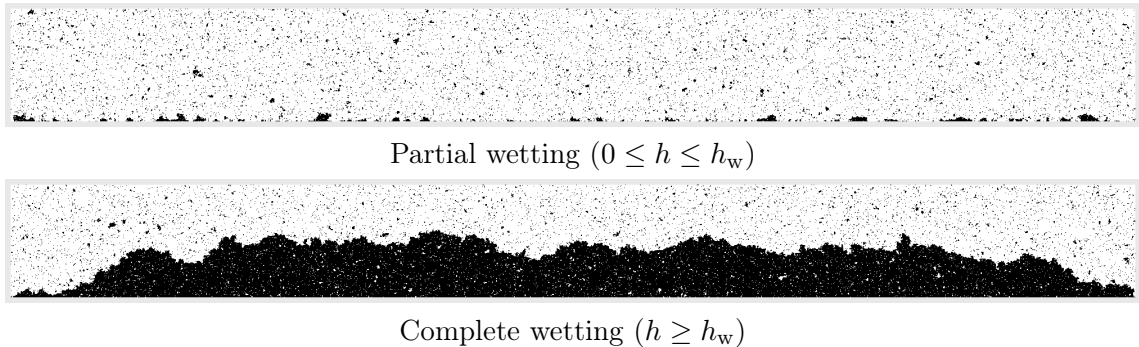 Partial wetting (0 ≤ h ≤ h_w)
Complete wetting (h ≥ h_w)